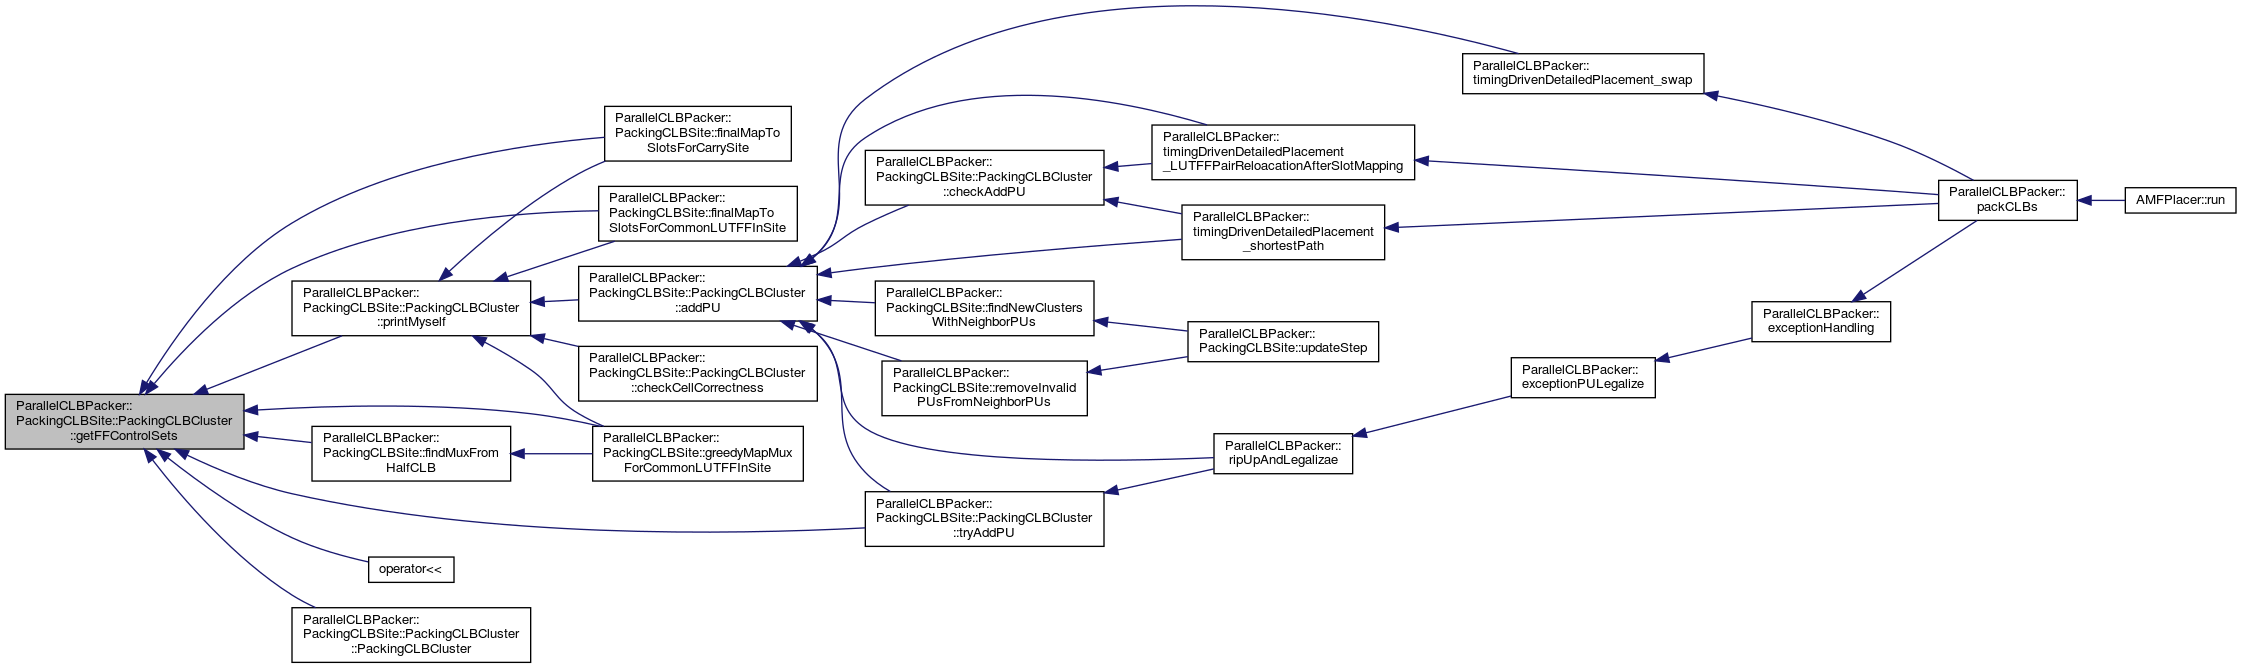 ParallelCLBPacker::
PackingCLBSite::PackingCLBCluster
::getFFControlSets
ParallelCLBPacker::
PackingCLBSite::finalMapTo
SlotsForCarrySite
ParallelCLBPacker::
PackingCLBSite::finalMapTo
SlotsForCommonLUTFFInSite
ParallelCLBPacker::
PackingCLBSite::PackingCLBCluster
::printMyself
ParallelCLBPacker::
PackingCLBSite::PackingCLBCluster
::addPU
ParallelCLBPacker::
PackingCLBSite::PackingCLBCluster
::checkCellCorrectness
ParallelCLBPacker::
PackingCLBSite::findMuxFrom
HalfCLB
ParallelCLBPacker::
PackingCLBSite::greedyMapMux
ForCommonLUTFFInSite
operator<<
ParallelCLBPacker::
PackingCLBSite::PackingCLBCluster
::PackingCLBCluster
ParallelCLBPacker::
PackingCLBSite::PackingCLBCluster
::checkAddPU
ParallelCLBPacker::
PackingCLBSite::findNewClusters
WithNeighborPUs
ParallelCLBPacker::
PackingCLBSite::removeInvalid
PUsFromNeighborPUs
ParallelCLBPacker::
PackingCLBSite::PackingCLBCluster
::tryAddPU
ParallelCLBPacker::
timingDrivenDetailedPlacement
_LUTFFPairReloacationAfterSlotMapping
ParallelCLBPacker::
timingDrivenDetailedPlacement
_shortestPath
ParallelCLBPacker::
PackingCLBSite::updateStep
ParallelCLBPacker::
ripUpAndLegalizae
ParallelCLBPacker::
timingDrivenDetailedPlacement_swap
ParallelCLBPacker::
exceptionPULegalize
ParallelCLBPacker::
exceptionHandling
ParallelCLBPacker::
packCLBs
AMFPlacer::run